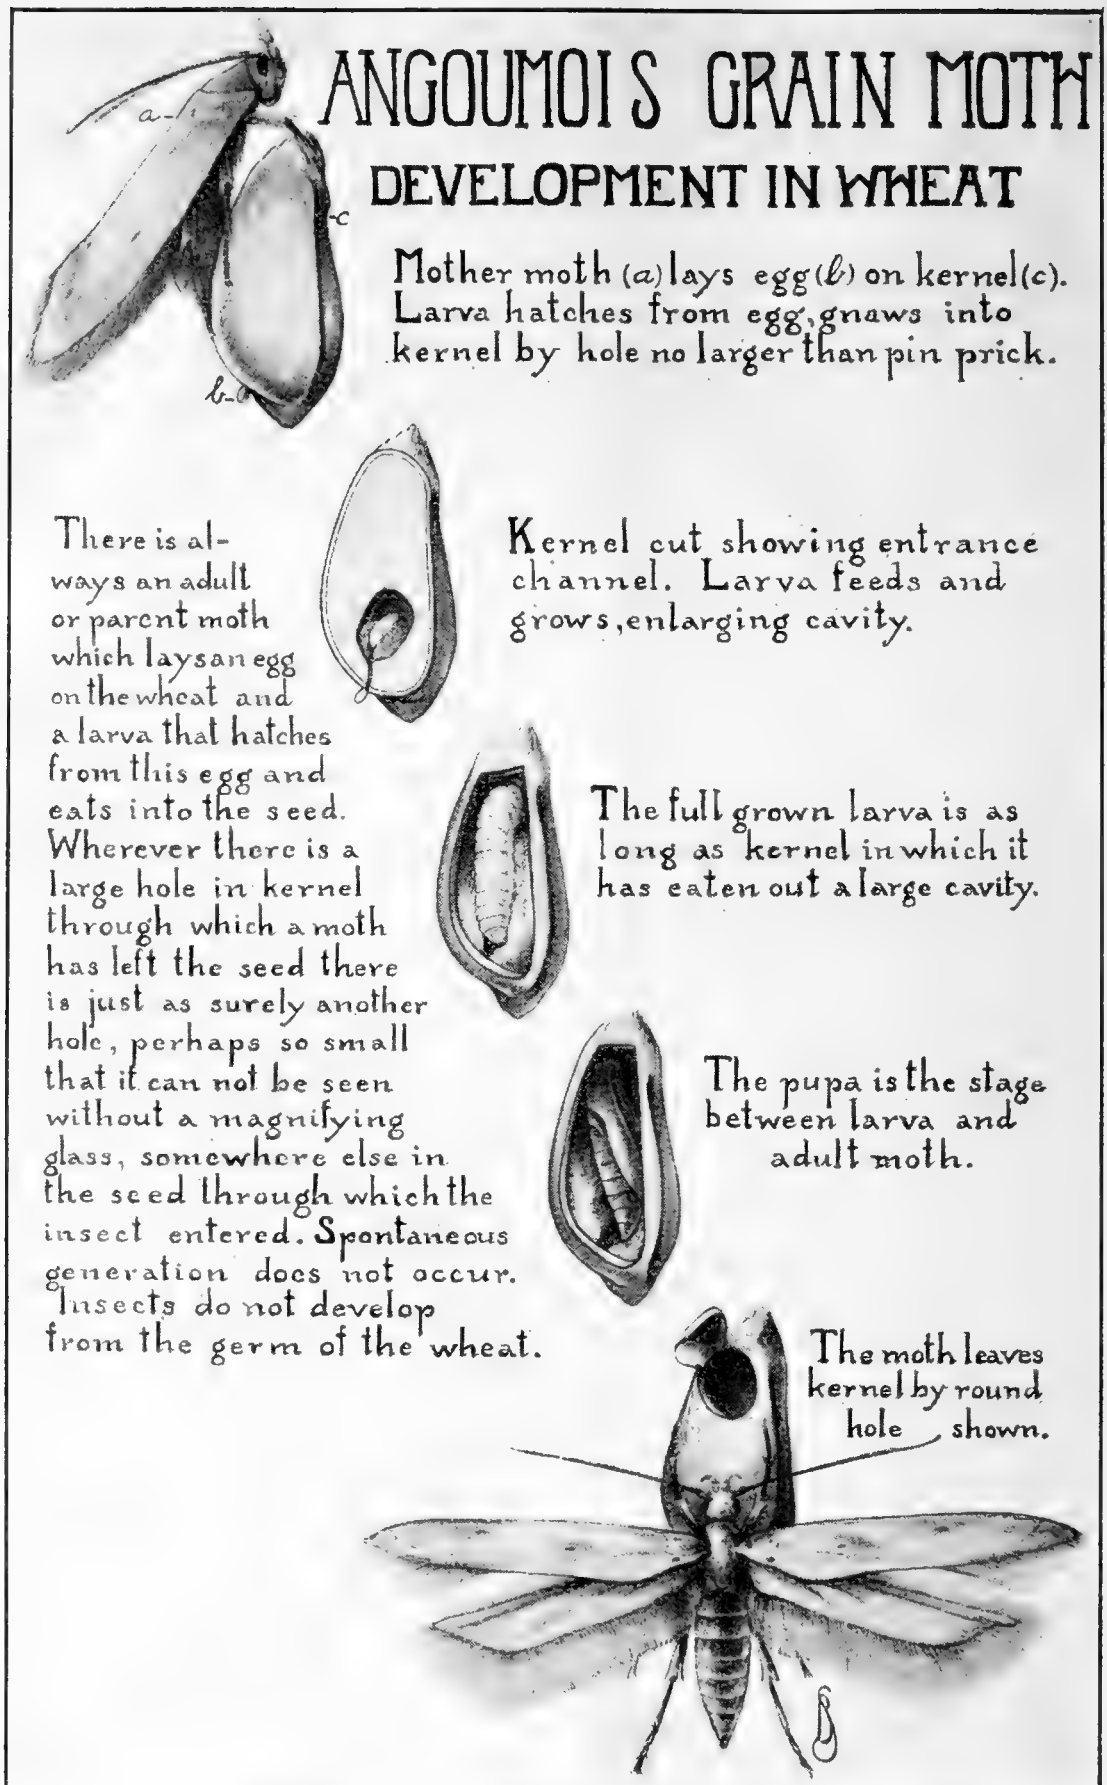 ANGOUMOIS GRAIN MOTH
DEVELOPMENT IN WHEAT
a
c
b
Mother moth (a) lays egg (b) on kernel (c).
Larva hatches from egg, gnaws into
kernel by hole no larger than pin prick.
Kernel cut showing entrance
channel. Larva feeds and
grows, enlarging cavity.
There is al-
ways an adult
or parent moth
which lays an egg
on the wheat and
a larva that hatches
from this egg and
eats into the seed.
Wherever there is a
large hole in kernel
through which a moth
has left the seed there
is just as surely another
hole, perhaps so small
that it can not be seen
without a magnifying
glass, somewhere else in
the seed through which the
insect entered. Spontaneous
generation does not occur.
Insects do not develop
from the germ of the wheat.
The full grown larva is as
long as kernel in which it
has eaten out a large cavity.
The pupa is the stage
between larva and
adult moth.
The moth leaves
kernel by round
hole shown.